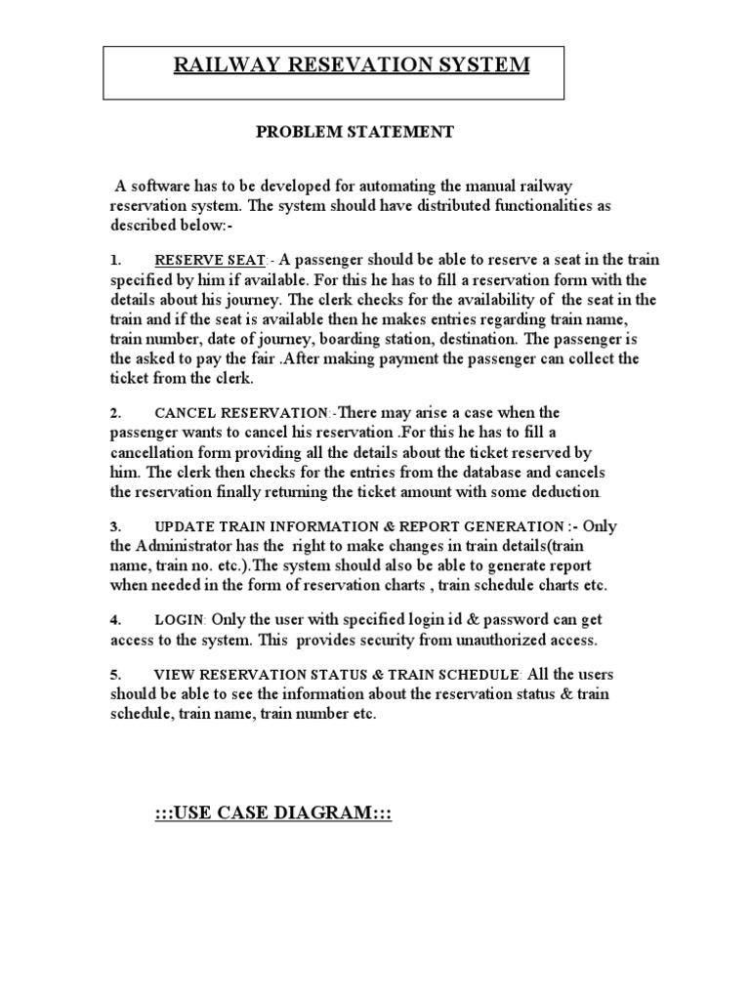 RAILWAY RESEVATION SYSTEM
PROBLEM STATEMENT
A software has to be developed for automating the manual railway
reservation system. The system should have distributed functionalities as
described below:-
1. RESERVE SEAT:- A passenger should be able to reserve a seat in the train
specified by him if available. For this he has to fill a reservation form with the
details about his journey. The clerk checks for the availability of the seat in the
train and if the seat is available then he makes entries regarding train name,
train number, date of journey, boarding station, destination. The passenger is
the asked to pay the fair .After making payment the passenger can collect the
ticket from the clerk.
2. CANCEL RESERVATION:-There may arise a case when the
passenger wants to cancel his reservation .For this he has to fill a
cancellation form providing all the details about the ticket reserved by
him. The clerk then checks for the entries from the database and cancels
the reservation finally returning the ticket amount with some deduction.
3. UPDATE TRAIN INFORMATION & REPORT GENERATION :- Only
the Administrator has the right to make changes in train details(train
name, train no. etc.).The system should also be able to generate report
when needed in the form of reservation charts , train schedule charts etc.
4. LOGIN: Only the user with specified login id & password can get
access to the system. This provides security from unauthorized access.
5. VIEW RESERVATION STATUS & TRAIN SCHEDULE: All the users
should be able to see the information about the reservation status & train
schedule, train name, train number etc.
:::USE CASE DIAGRAM:::